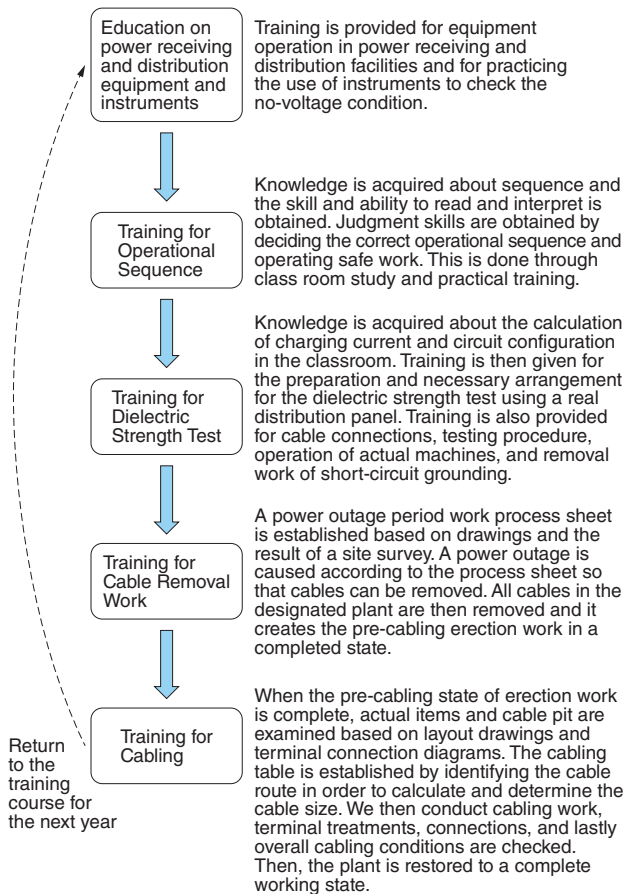 Education on
power receiving
and distribution
equipment and
instruments
Training is provided for equipment
operation in power receiving and
distribution facilities and for practicing
the use of instruments to check the
no-voltage condition.
Training for
Operational
Sequence
Knowledge is acquired about sequence and
the skill and ability to read and interpret is
obtained. Judgment skills are obtained by
deciding the correct operational sequence and
operating safe work. This is done through
class room study and practical training.
Training for
Dielectric
Strength Test
Knowledge is acquired about the calculation
of charging current and circuit configuration
in the classroom. Training is then given for
the preparation and necessary arrangement
for the dielectric strength test using a real
distribution panel. Training is also provided
for cable connections, testing procedure,
operation of actual machines, and removal
work of short-circuit grounding.
Training for
Cable Removal
Work
A power outage period work process sheet
is established based on drawings and the
result of a site survey. A power outage is
caused according to the process sheet so
that cables can be removed. All cables in the
designated plant are then removed and it
creates the pre-cabling erection work in a
completed state.
Training for
Cabling
When the pre-cabling state of erection work
is complete, actual items and cable pit are
examined based on layout drawings and
terminal connection diagrams. The cabling
table is established by identifying the cable
route in order to calculate and determine the
cable size. We then conduct cabling work,
terminal treatments, connections, and lastly
overall cabling conditions are checked.
Then, the plant is restored to a complete
working state.
Return
to the
training
course for
the next year